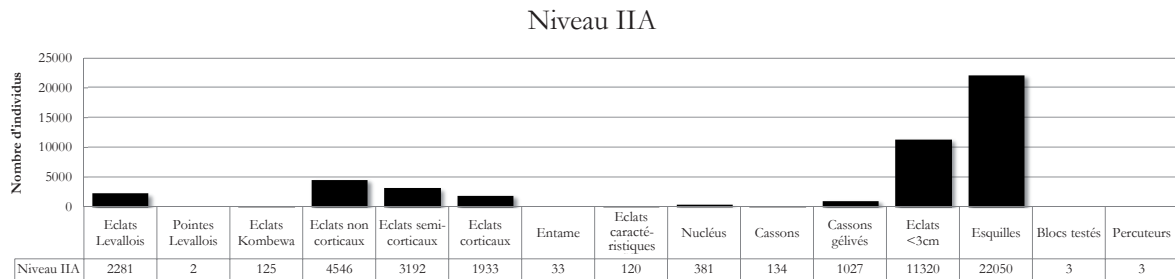 Niveau IIA
Nombre d'individus
25000
20000
15000
10000
5000
0
Eclats Levallois
Pointes Levallois
Eclats Kombewa
Eclats non corticaux
Eclats semi-corticaux
Eclats corticaux
Entame
Eclats caracté-ristiques
Nucléus
Cassons
Cassons gélivés
Eclats <3cm
Esquilles
Blocs testés
Percuteurs
Niveau IIA 2281 2 125 4546 3192 1933 33 120 381 134 1027 11320 22050 3 3